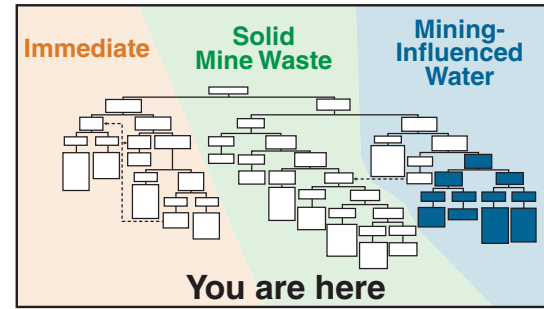 Immediate
Solid
Mine Waste
Mining-
Influenced
Water
You are here